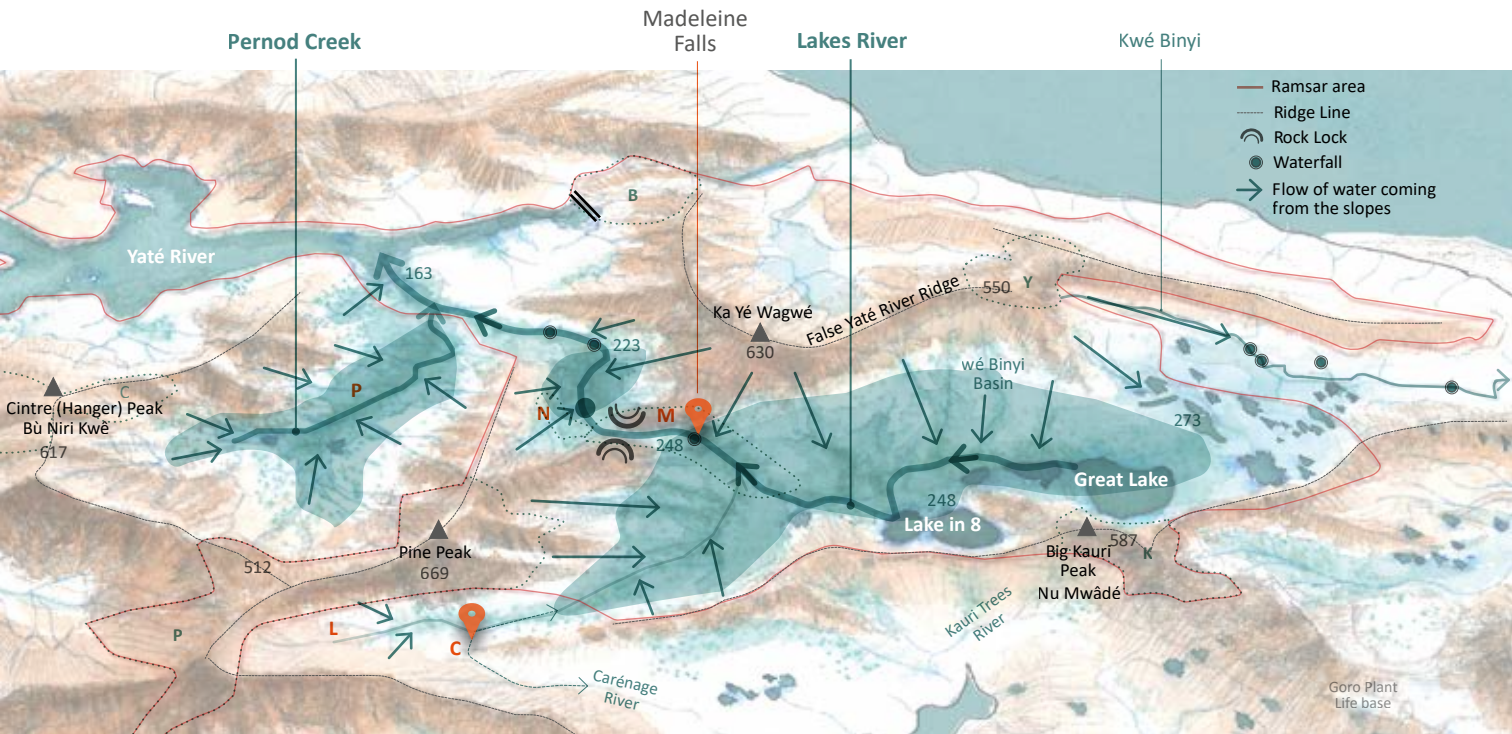 Pernod Creek
Madeleine
Falls
Lakes River
Kwé Binyi
Ramsar area
Ridge Line
Rock Lock
Waterfall
Flow of water coming
from the slopes
B
Yaté River
163
Y
550
False Yaté River Ridge
Ka Yé Wagwé
630
223
wé Binyi
Basin
P
C
Cintre (Hanger) Peak
Bù Niri Kwê
617
N
M
248
273
Great Lake
248
Lake in 8
Pine Peak
669
512
587
Big Kauri
Peak
K
Nu Mwâdé
Kauri Trees
River
P
L
C
Carénage
River
Goro Plant
Life base